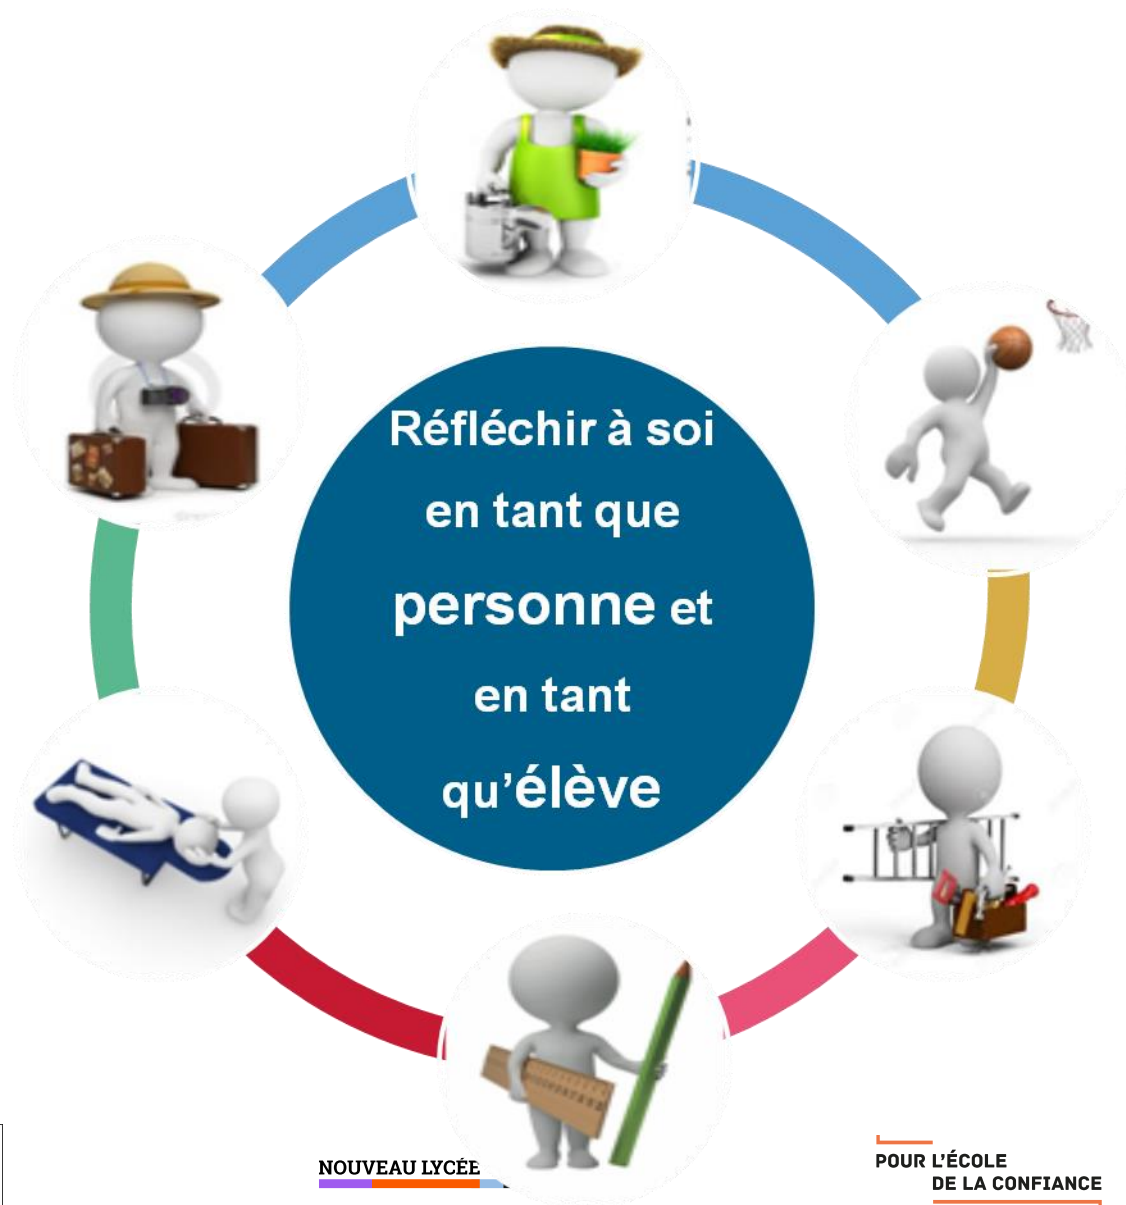 Réfléchir à soi
en tant que
personne et
en tant
qu’élève
NOUVEAU LYCÉE
POUR L’ÉCOLE
DE LA CONFIANCE